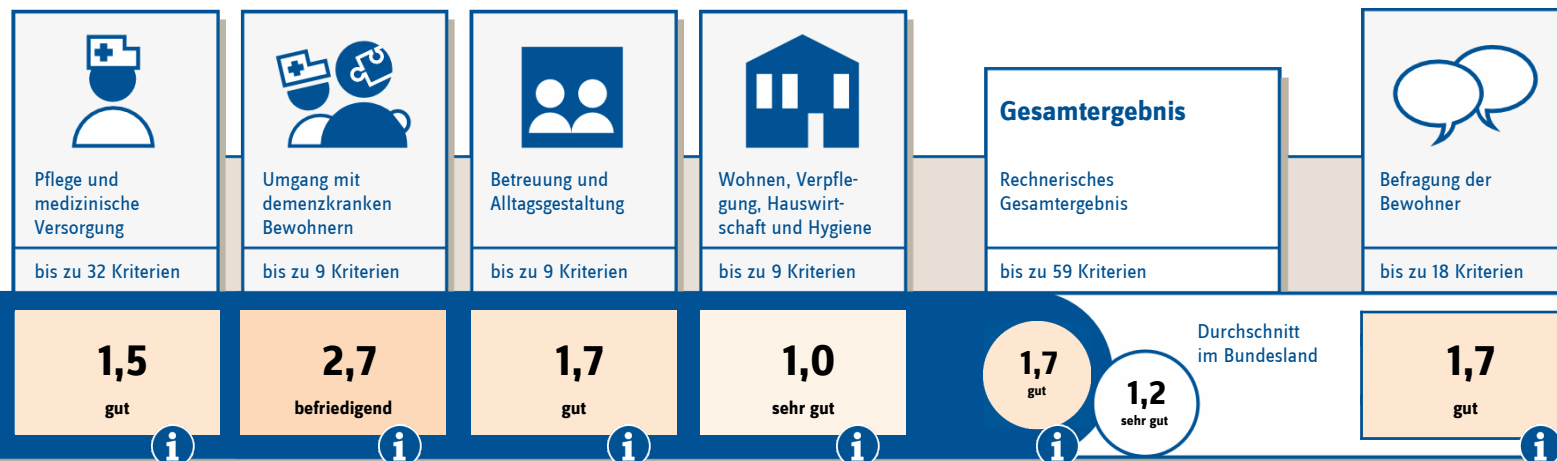 Pflege und
medizinische
Versorgung
bis zu 32 Kriterien
1,5
gut
Umgang mit
demenzkranken
Bewohnern
bis zu 9 Kriterien
2,7
befriedigend
Betreuung und
Alltagsgestaltung
bis zu 9 Kriterien
1,7
gut
Wohnen, Verpfle-
gung, Hauswirt-
schaft und Hygiene
bis zu 9 Kriterien
1,0
sehr gut
Gesamtergebnis
Rechnerisches
Gesamtergebnis
bis zu 59 Kriterien
1,7
gut
Durchschnitt
im Bundesland
1,2
sehr gut
Befragung der
Bewohner
bis zu 18 Kriterien
1,7
gut
i
i
i
i
i
i